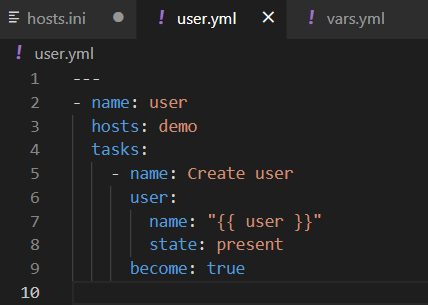 hosts.ini
user.yml
vars.yml
user.yml
1 ---
2 - name: user
3   hosts: demo
4   tasks:
5     - name: Create user
6       user:
7         name: "{{ user }}"
8         state: present
9       become: true
10